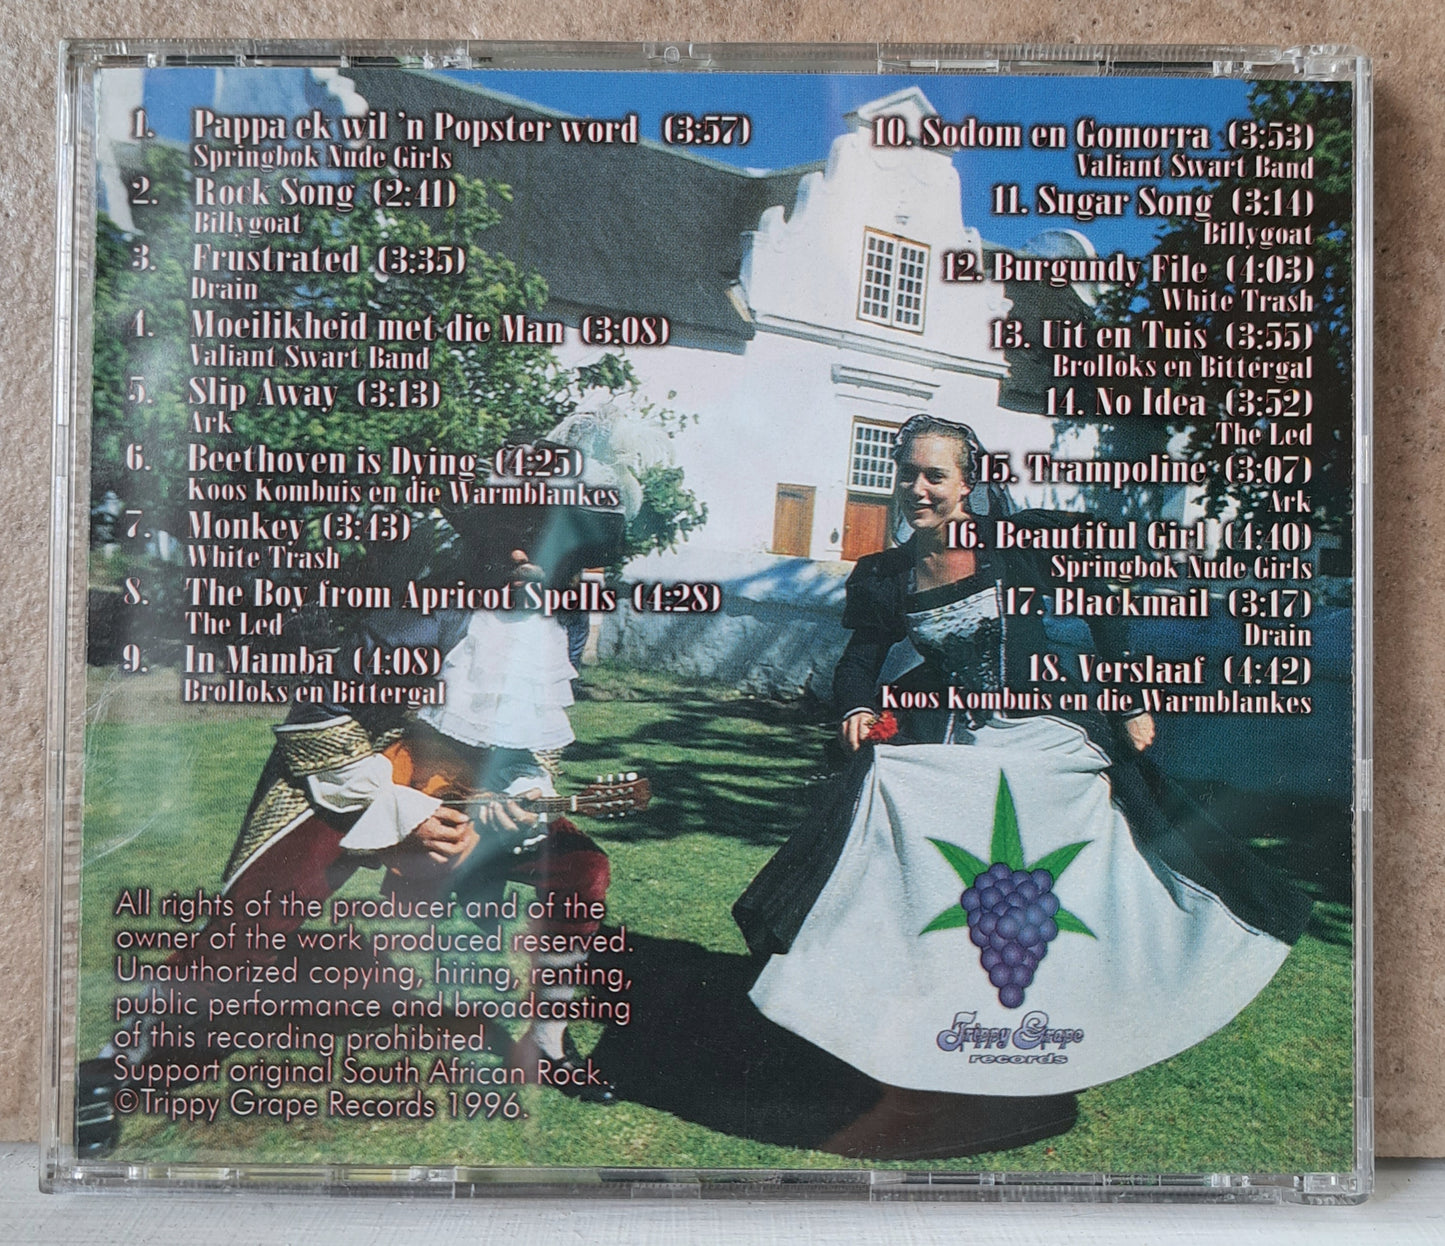 1. Pappa ek wil 'n Popster word (3:57)
Springbok Nude Girls
2. Rock Song (2:41)
Billygoat
3. Frustrated (3:35)
Drain
4. Moeilikheid met die Man (3:08)
Valiant Swart Band
5. Slip Away (3:13)
Ark
6. Beethoven is Dying (4:25)
Koos Kombuis en die Warmblankes
7. Monkey (3:43)
White Trash
8. The Boy from Apricot Spells (4:28)
The Led
9. In Mamba (4:08)
Brolloks en Bittergal
10. Sodom en Gomorra (3:53)
Valiant Swart Band
11. Sugar Song (3:14)
Billygoat
12. Burgundy File (4:03)
White Trash
13. Uit en Tuis (3:55)
Brolloks en Bittergal
14. No Idea (3:52)
The Led
15. Trampoline (3:07)
Ark
16. Beautiful Girl (4:40)
Springbok Nude Girls
17. Blackmail (3:17)
Drain
18. Verslaaf (4:42)
Koos Kombuis en die Warmblankes
All rights of the producer and of the
owner of the work produced reserved.
Unauthorized copying, hiring, renting,
public performance and broadcasting
of this recording prohibited.
Support original South African Rock.
©Trippy Grape Records 1996.
Trippy Grape
records